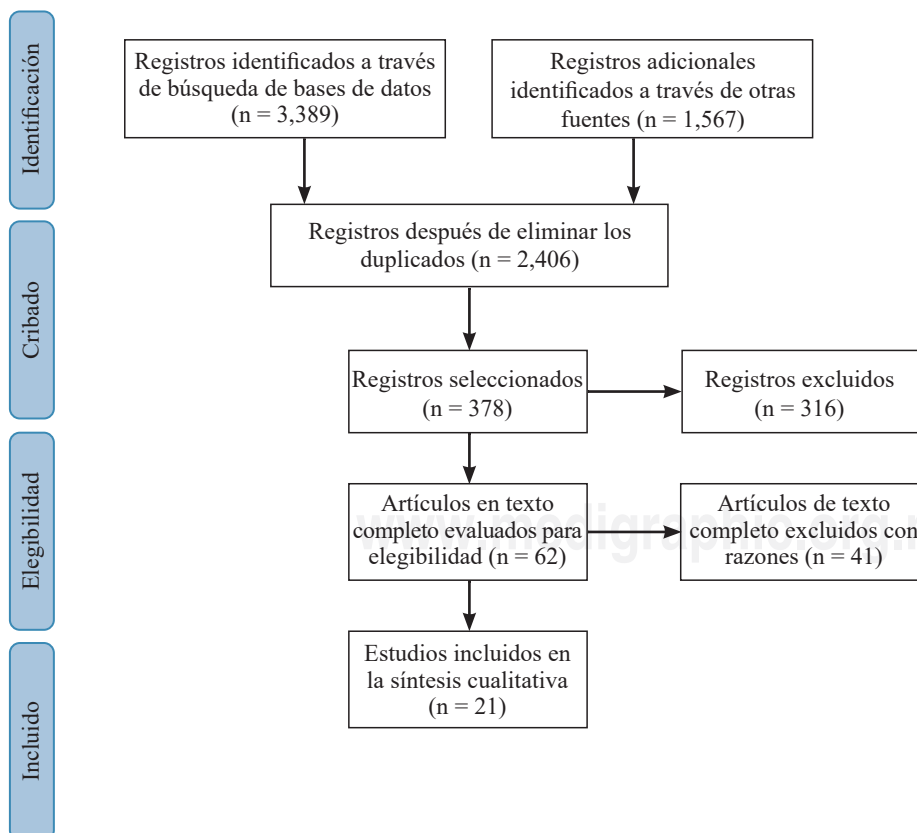 Identificación
Registros identificados a través
de búsqueda de bases de datos
(n = 3,389)
Registros adicionales
identificados a través de otras
fuentes (n = 1,567)
Cribado
Registros después de eliminar los
duplicados (n = 2,406)
Registros seleccionados
(n = 378)
Registros excluidos
(n = 316)
Elegibilidad
Artículos en texto
completo evaluados para
elegibilidad (n = 62)
Artículos de texto
completo excluidos con
razones (n = 41)
Incluido
Estudios incluidos en
la síntesis cualitativa
(n = 21)